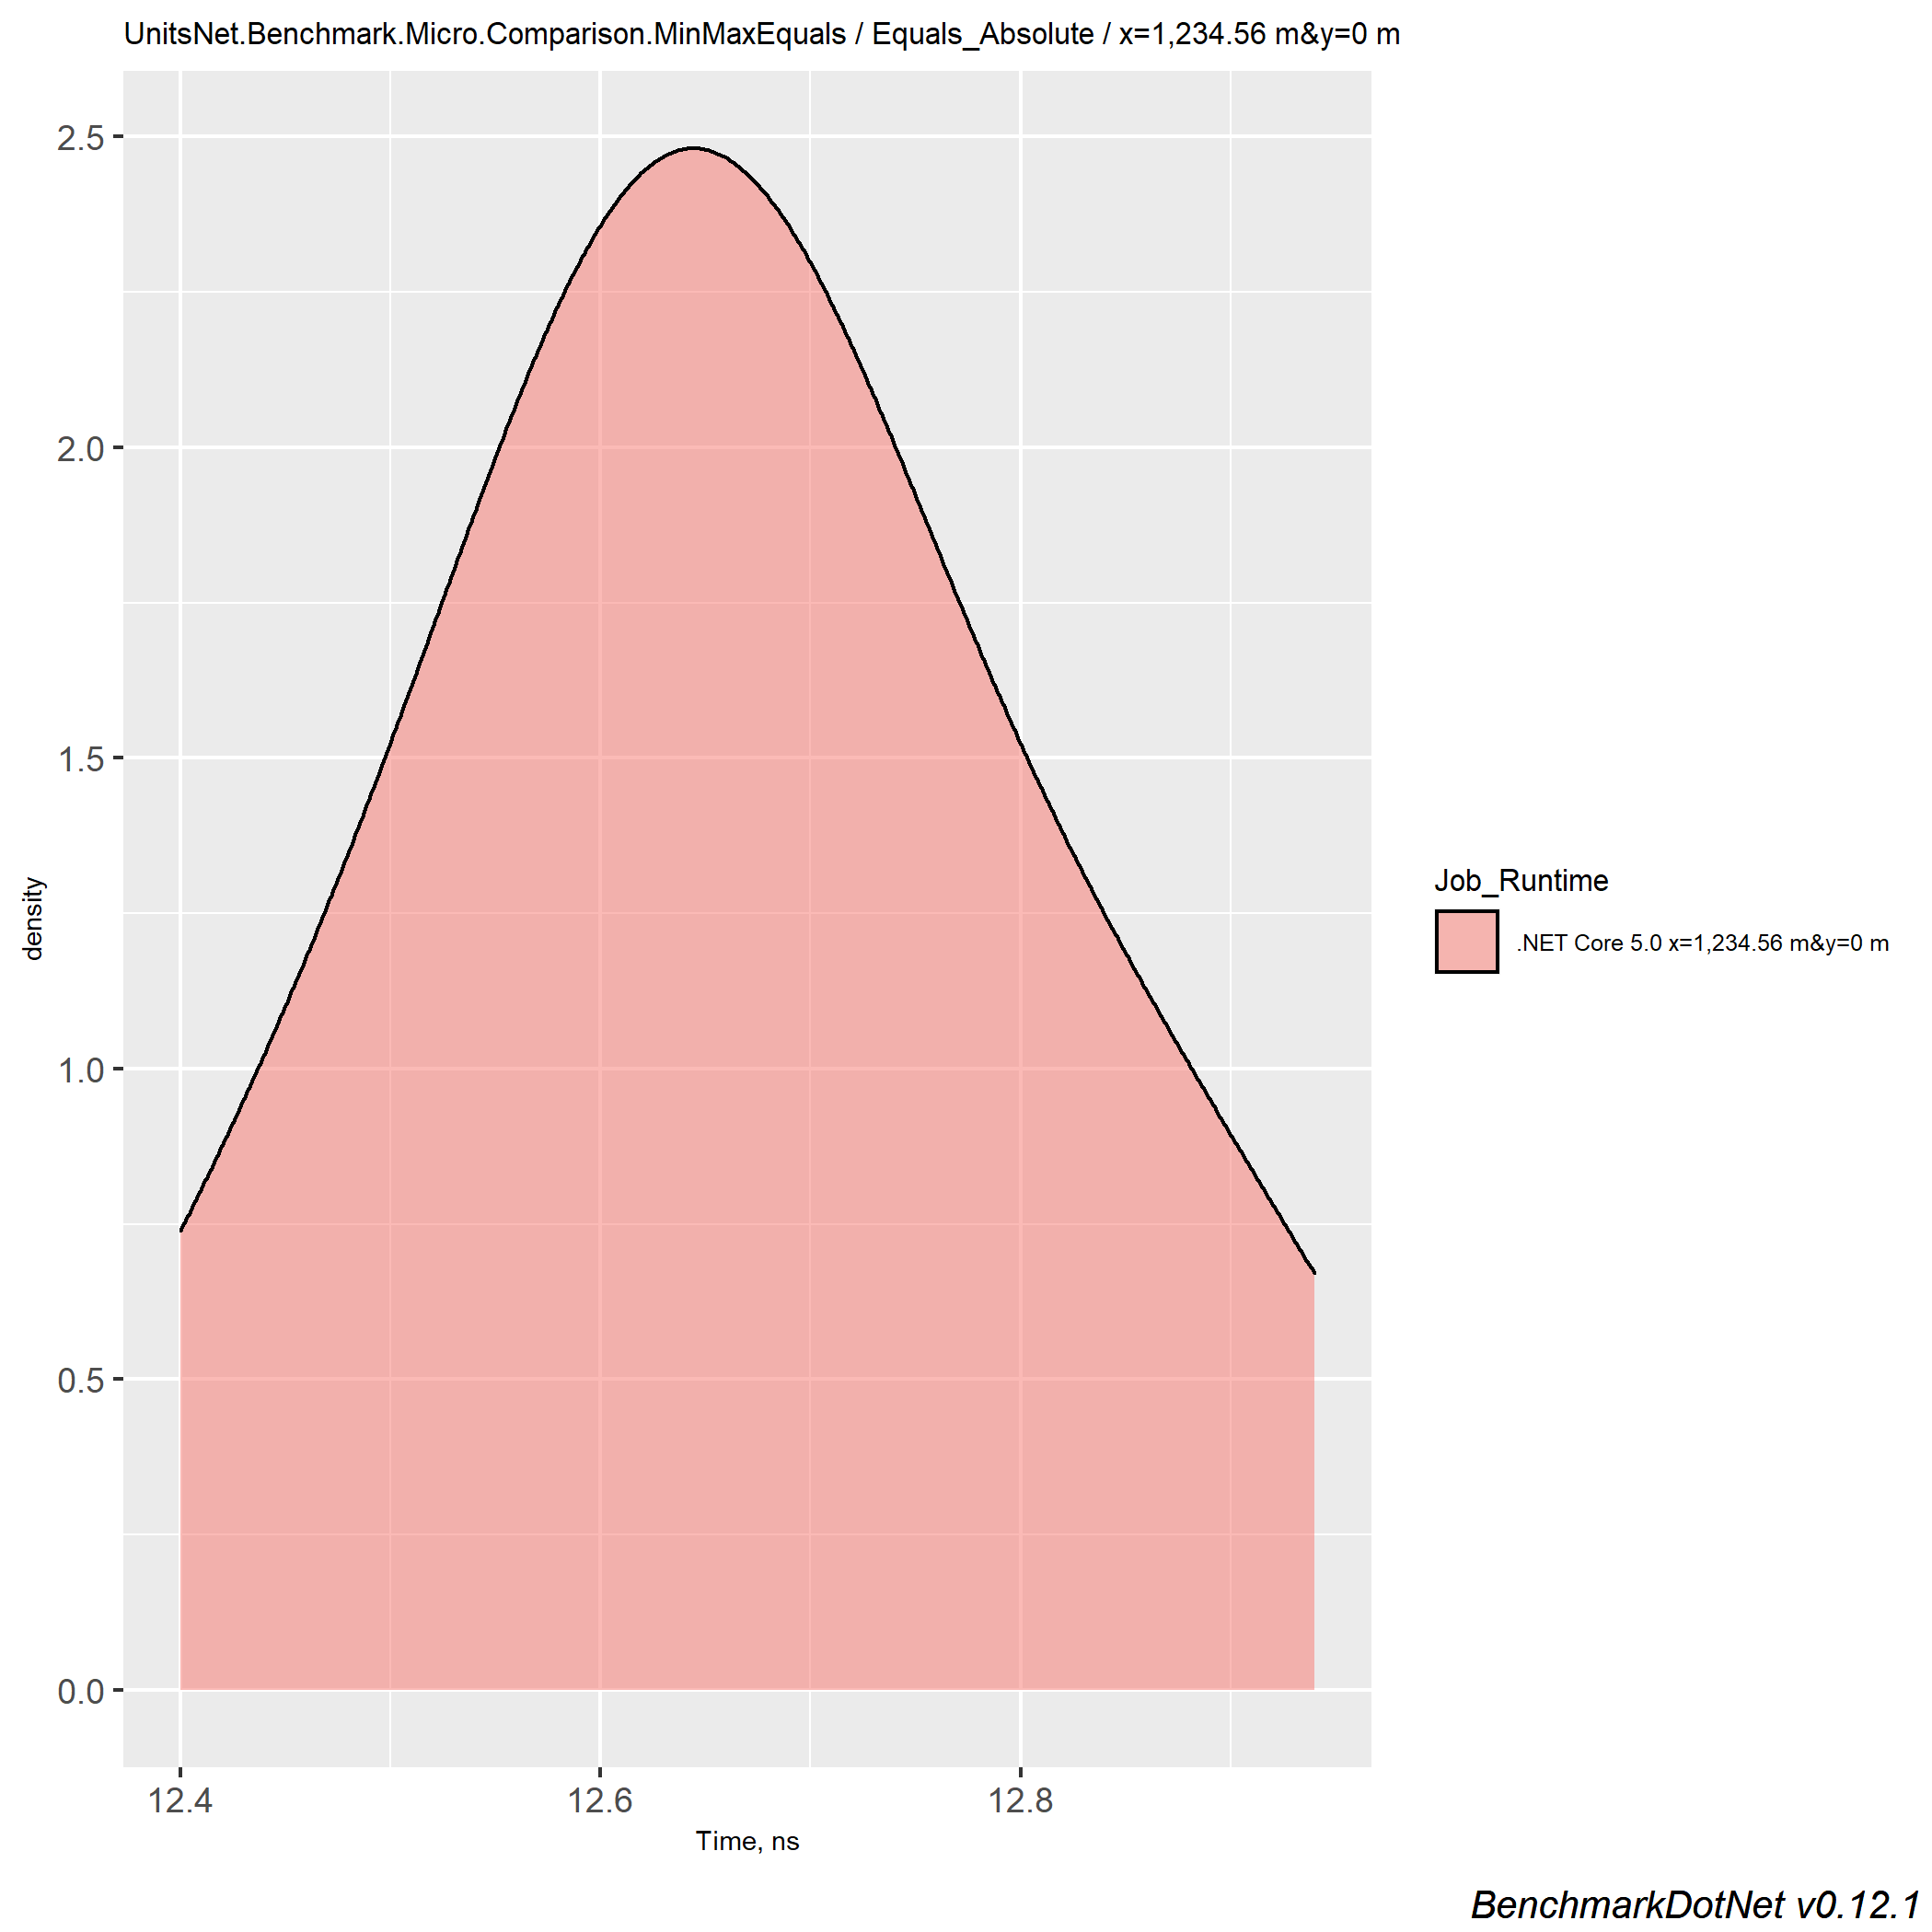 UnitsNet.Benchmark.Micro.Comparison.MinMaxEquals / Equals_Absolute / x=1,234.56 m&y=0 m
2.5
2.0
1.5
1.0
0.5
0.0
density
12.4 12.6 12.8
Time, ns
Job_Runtime
.NET Core 5.0 x=1,234.56 m&y=0 m
BenchmarkDotNet v0.12.1